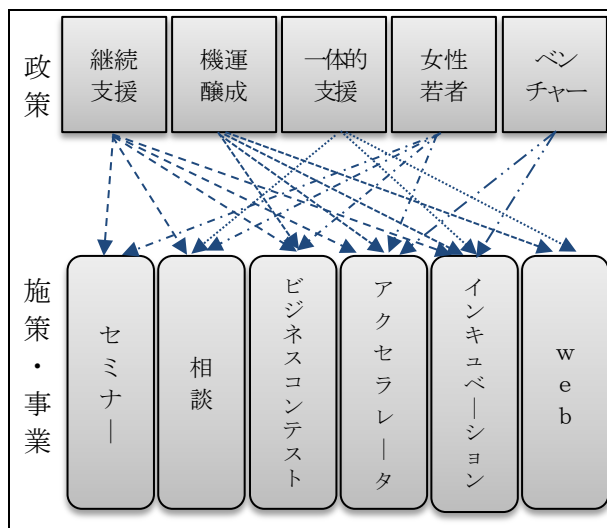 政策
継続
支援
機運
醸成
一体的
支援
女性
若者
ベン
チャー
施策・事業
セミナー
相談
ビジネスコンテスト
アクセラレータ
インキュベーション
web